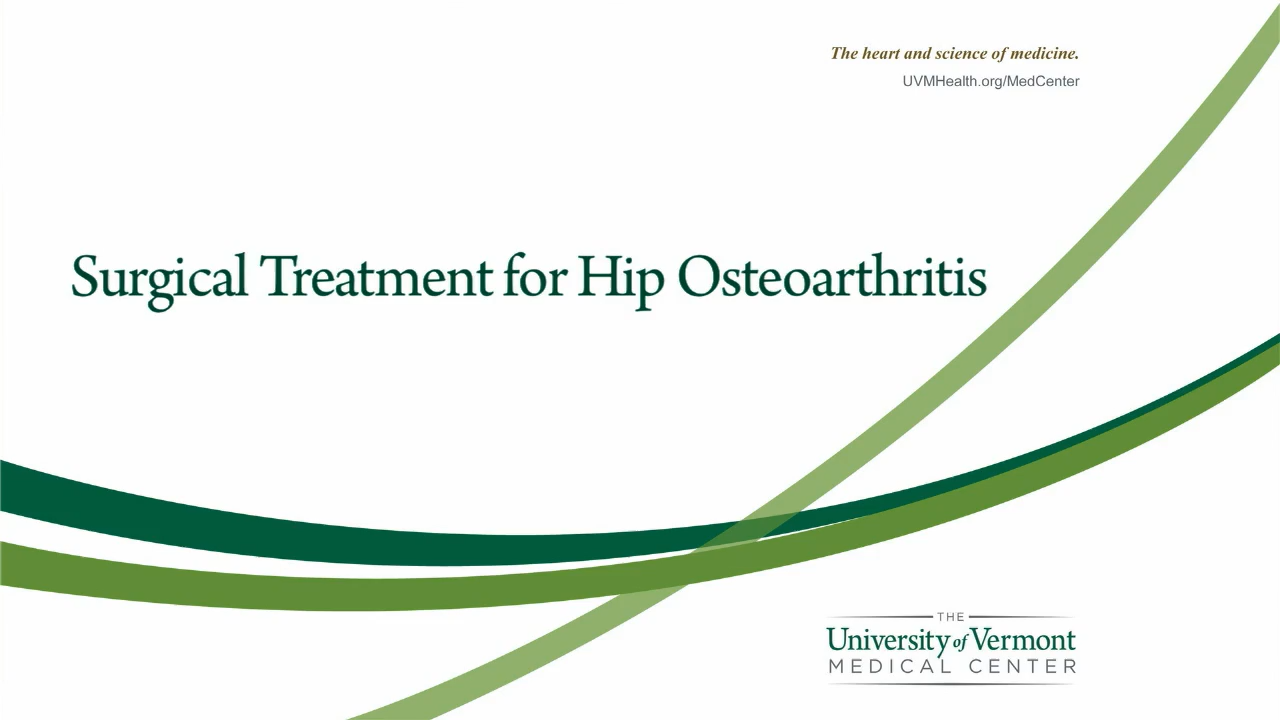 The heart and science of medicine.
UVMHealth.org/MedCenter
Surgical Treatment for Hip Osteoarthritis
THE
University of Vermont
MEDICAL CENTER